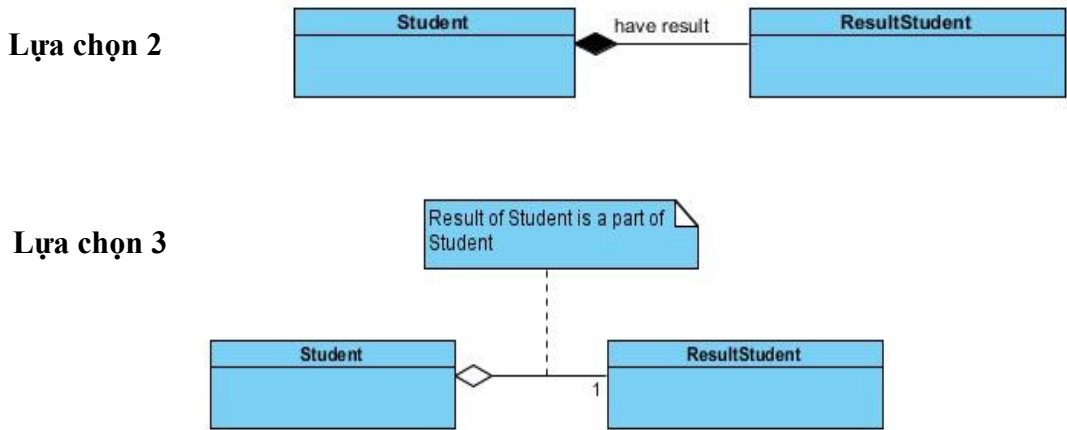 Lựa chọn 2
Student
have result
ResultStudent
Lựa chọn 3
Result of Student is a part of
Student
Student
1
ResultStudent